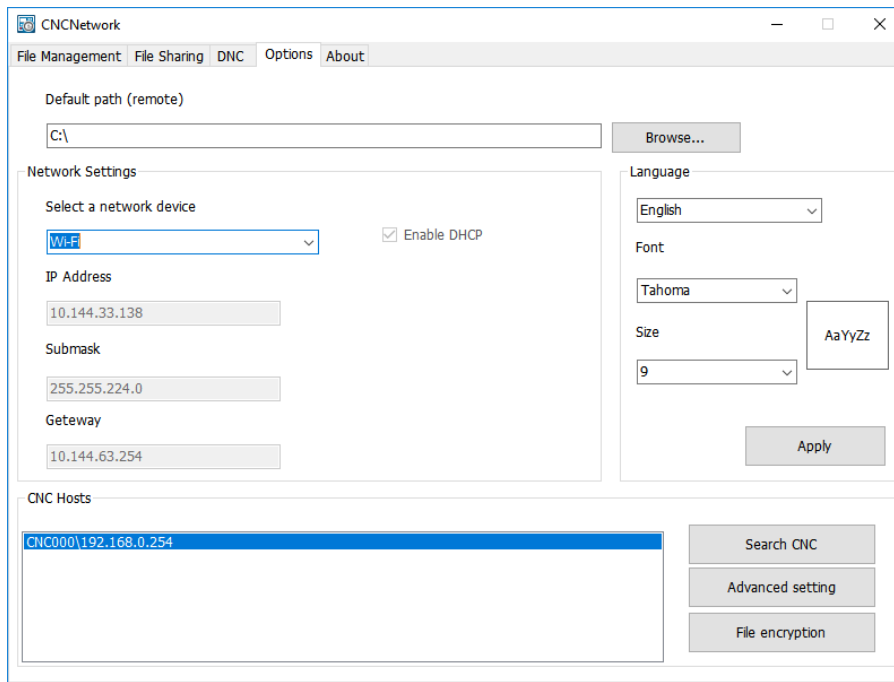 CNCNetwork
File Management File Sharing DNC Options About
Default path (remote)
C:\
Browse...
Network Settings
Select a network device
Wi-Fi
Enable DHCP
IP Address
10.144.33.138
Submask
255.255.224.0
Geteway
10.144.63.254
Language
English
Font
Tahoma
Size
AaYyZz
9
Apply
CNC Hosts
CNC000\192.168.0.254
Search CNC
Advanced setting
File encryption